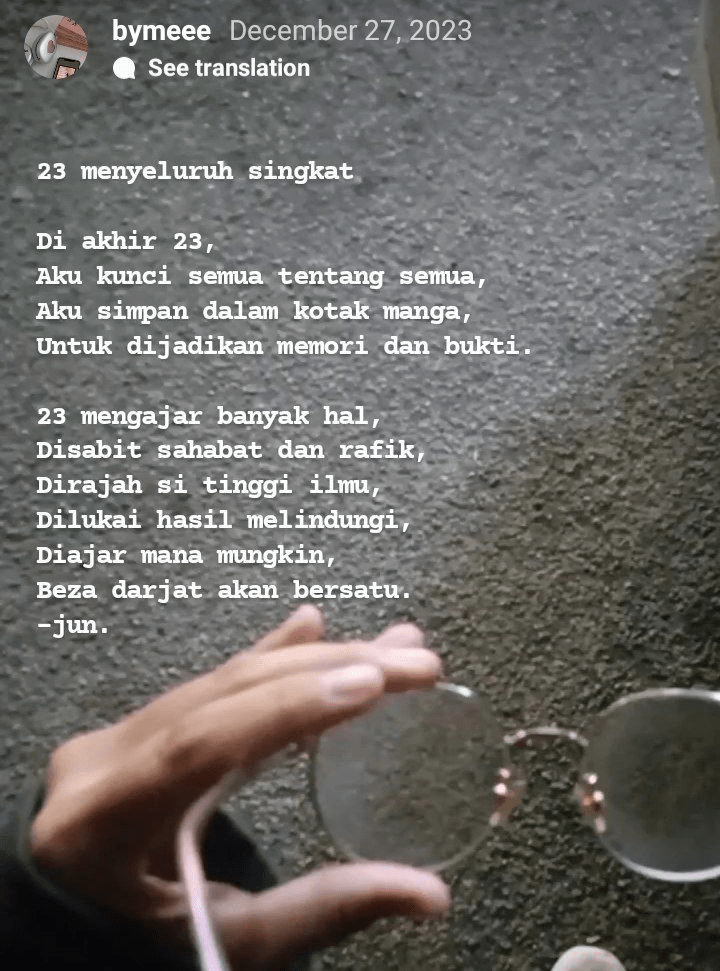 bymeee December 27, 2023
See translation
23 menyeluruh singkat
Di akhir 23,
Aku kunci semua tentang semua,
Aku simpan dalam kotak manga,
Untuk dijadikan memori dan bukti.
23 mengajar banyak hal,
Disabit sahabat dan rafik,
Dirajah si tinggi ilmu,
Dilukai hasil melindungi,
Diajar mana mungkin,
Beza darjat akan bersatu.
-jun.